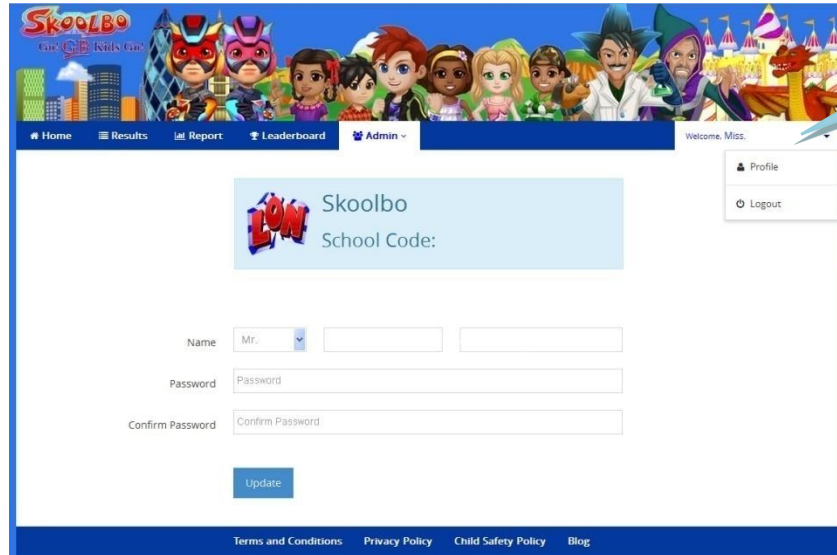 SKOOLBO
Go! GB Kids Go!
Home Results Report Leaderboard Admin Welcome, Miss.
Profile
Logout
LON
Skoolbo
School Code:
Name Mr.
Password Password
Confirm Password Confirm Password
Update
Terms and Conditions Privacy Policy Child Safety Policy Blog